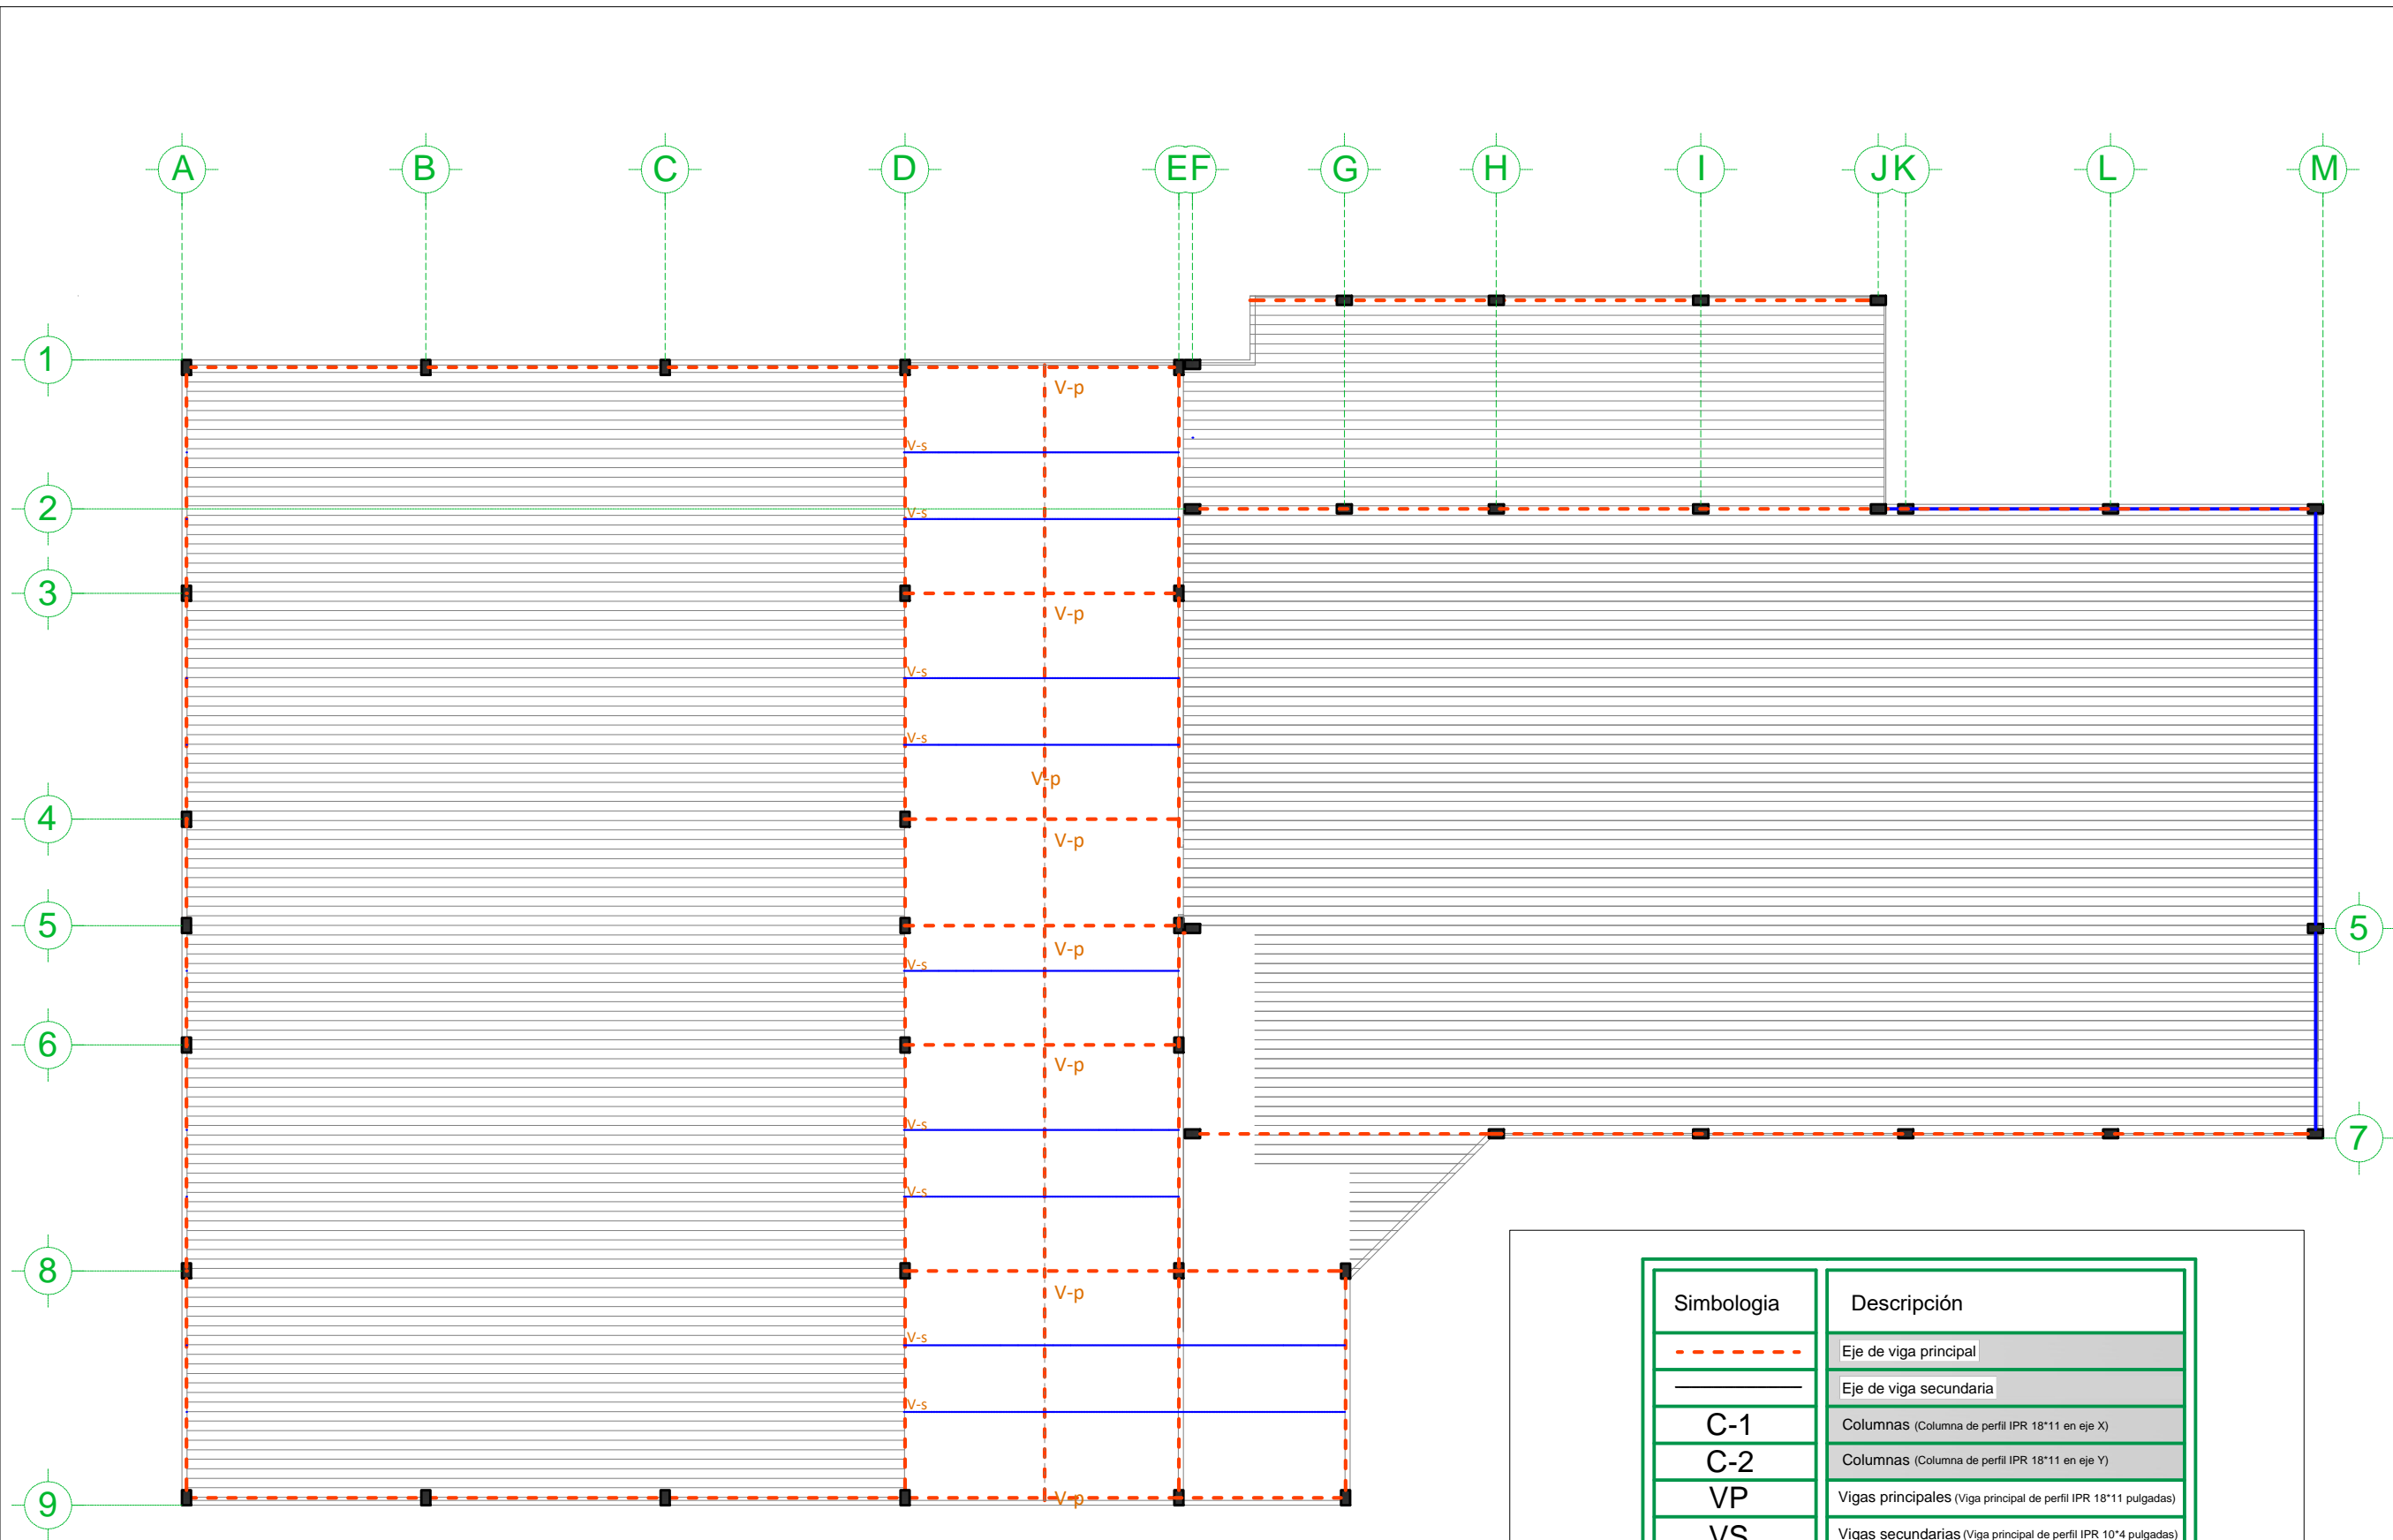 A B C D E F G H I J K L M
1
V-p
V-s
2
V-s
3
V-p
V-s
V-s
V-p
4
V-p
5 5
V-p
V-s
6
V-p
V-s
7
V-s
8
V-p
V-s
V-s
9
V-p
Simbologia Descripción
Eje de viga principal
Eje de viga secundaria
C-1 Columnas (Columna de perfil IPR 18*11 en eje X)
C-2 Columnas (Columna de perfil IPR 18*11 en eje Y)
VP Vigas principales (Viga principal de perfil IPR 18*11 pulgadas)
VS Vigas secundarias (Viga principal de perfil IPR 10*4 pulgadas)